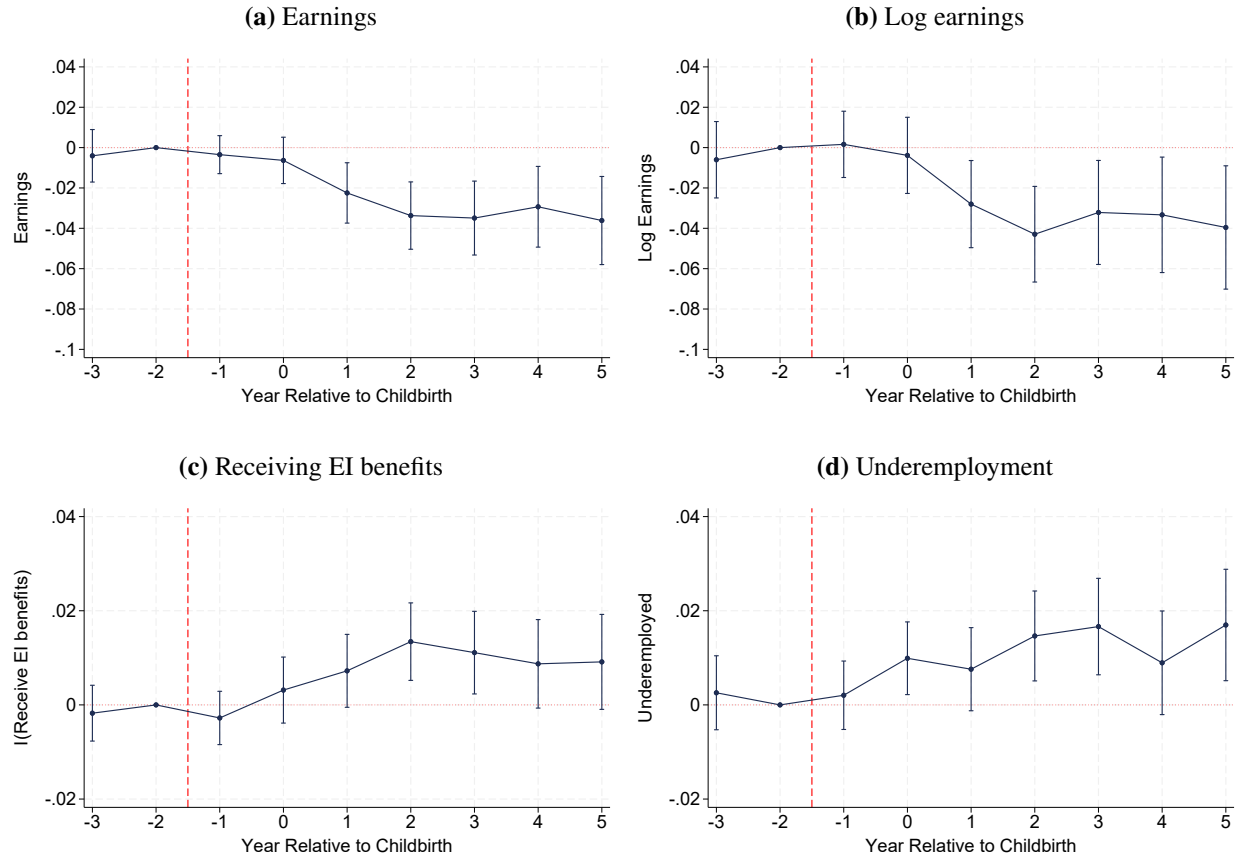 (a) Earnings
.04
.02
0
-.02
-.04
-.06
-.08
-.1
Earnings
-3 -2 -1 0 1 2 3 4 5
Year Relative to Childbirth
(b) Log earnings
.04
.02
0
-.02
-.04
-.06
-.08
-.1
Log Earnings
-3 -2 -1 0 1 2 3 4 5
Year Relative to Childbirth
(c) Receiving EI benefits
.04
.02
0
-.02
I(Receive EI benefits)
-3 -2 -1 0 1 2 3 4 5
Year Relative to Childbirth
(d) Underemployment
.04
.02
0
-.02
Underemployed
-3 -2 -1 0 1 2 3 4 5
Year Relative to Childbirth